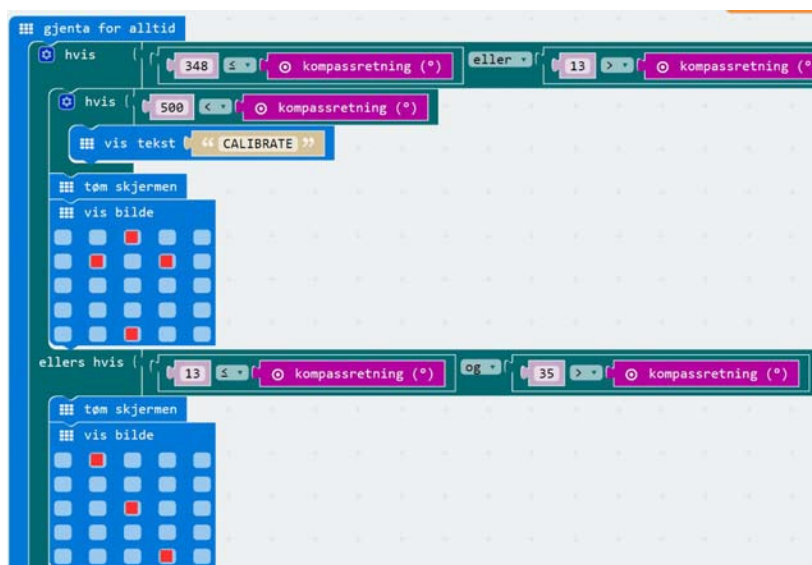 gjenta for alltid
hvis 348 ≤ kompassretning (°) eller 13 > kompassretning (°
hvis 500 < kompassretning (°)
vis tekst “ CALIBRATE ”
tøm skjermen
vis bilde
ellers hvis 13 ≤ kompassretning (°) og 35 > kompassretning (°)
tøm skjermen
vis bilde